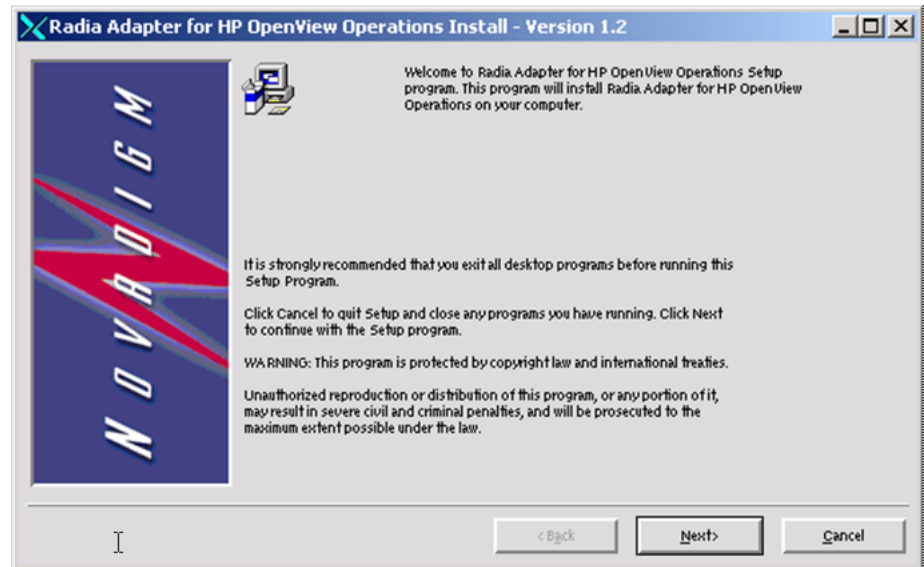 Radia Adapter for HP OpenView Operations Install - Version 1.2
NOVADIGM
Welcome to Radia Adapter for HP OpenView Operations Setup
program. This program will install Radia Adapter for HP OpenView
Operations on your computer.
It is strongly recommended that you exit all desktop programs before running this
Setup Program.
Click Cancel to quit Setup and close any programs you have running. Click Next
to continue with the Setup program.
WARNING: This program is protected by copyright law and international treaties.
Unauthorized reproduction or distribution of this program, or any portion of it,
may result in severe civil and criminal penalties, and will be prosecuted to the
maximum extent possible under the law.
< Back
Next>
Cancel